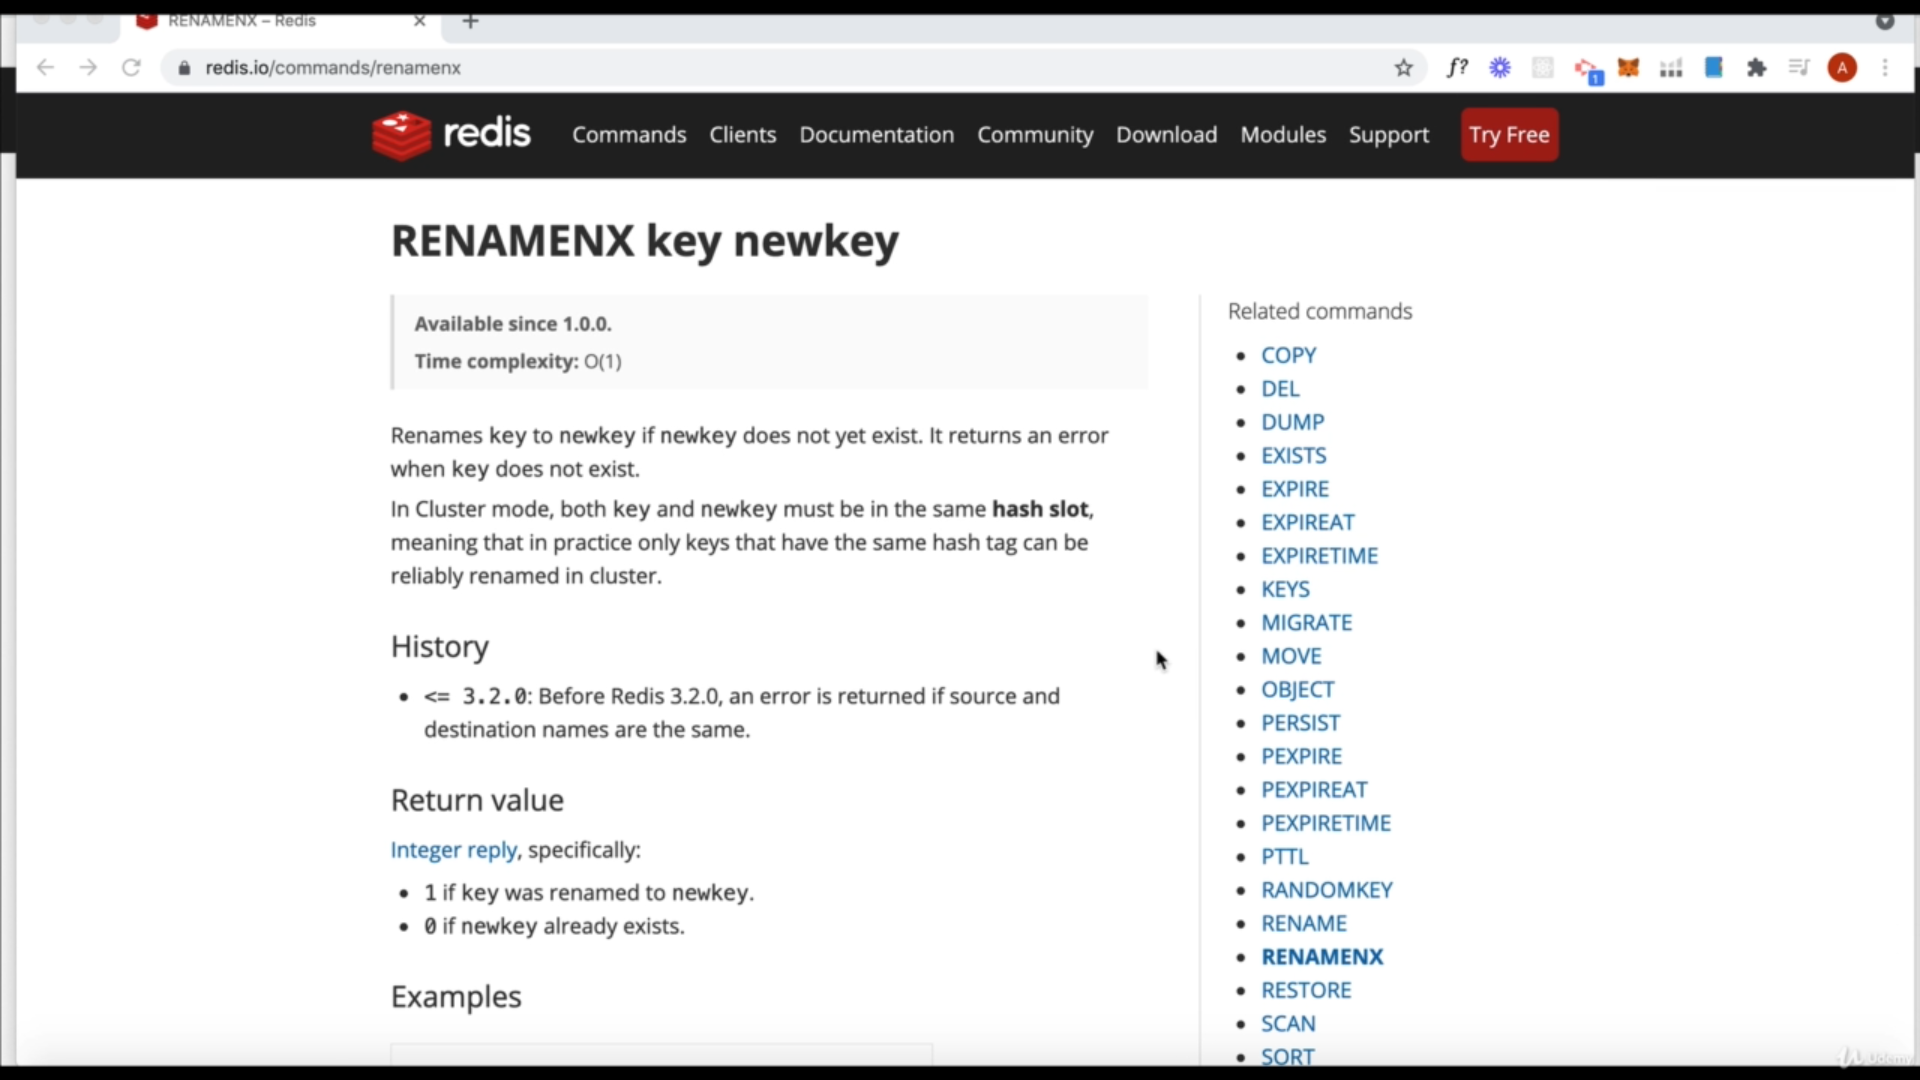 RENAMENX – Redis
redis.io/commands/renamenx
f?
1
A
redis
Commands
Clients
Documentation
Community
Download
Modules
Support
Try Free
RENAMENX key newkey
Available since 1.0.0.
Time complexity: O(1)
Renames key to newkey if newkey does not yet exist. It returns an error
when key does not exist.
In Cluster mode, both key and newkey must be in the same hash slot,
meaning that in practice only keys that have the same hash tag can be
reliably renamed in cluster.
History
• <= 3.2.0: Before Redis 3.2.0, an error is returned if source and
destination names are the same.
Return value
Integer reply, specifically:
• 1 if key was renamed to newkey.
• 0 if newkey already exists.
Examples
Related commands
• COPY
• DEL
• DUMP
• EXISTS
• EXPIRE
• EXPIREAT
• EXPIRETIME
• KEYS
• MIGRATE
• MOVE
• OBJECT
• PERSIST
• PEXPIRE
• PEXPIREAT
• PEXPIRETIME
• PTTL
• RANDOMKEY
• RENAME
• RENAMENX
• RESTORE
• SCAN
• SORT
Udemy